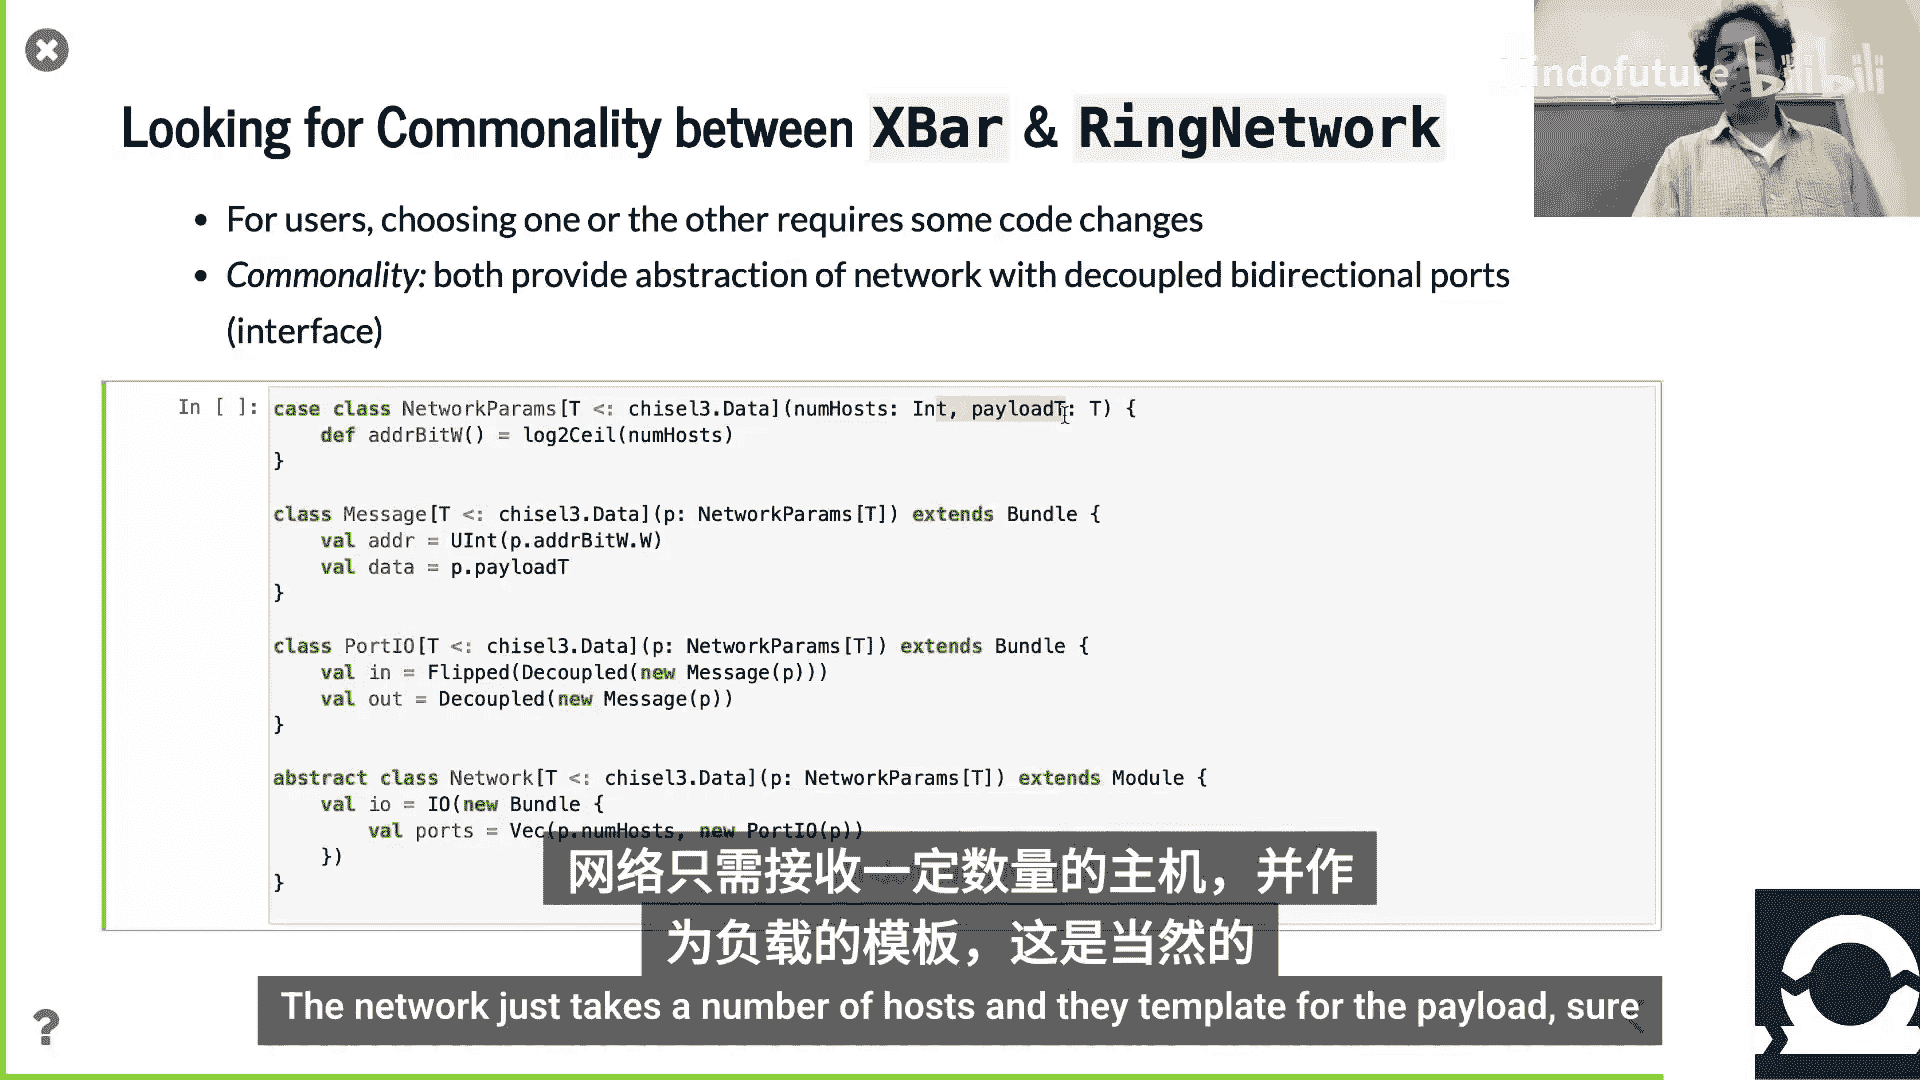 indofuture bilibili
Looking for Commonality between XBar & RingNetwork
• For users, choosing one or the other requires some code changes
• Commonality: both provide abstraction of network with decoupled bidirectional ports
(interface)
In [ ]:
case class NetworkParams[T <: chisel3.Data](numHosts: Int, payloadT: T) {
    def addrBitW() = log2Ceil(numHosts)
}
class Message[T <: chisel3.Data](p: NetworkParams[T]) extends Bundle {
    val addr = UInt(p.addrBitW.W)
    val data = p.payloadT
}
class PortIO[T <: chisel3.Data](p: NetworkParams[T]) extends Bundle {
    val in = Flipped(Decoupled(new Message(p)))
    val out = Decoupled(new Message(p))
}
abstract class Network[T <: chisel3.Data](p: NetworkParams[T]) extends Module {
    val io = IO(new Bundle {
        val ports = Vec(p.numHosts, new PortIO(p))
    })
}
网络只需接收一定数量的主机，并作
为负载的模板，这是当然的
The network just takes a number of hosts and they template for the payload, sure
?